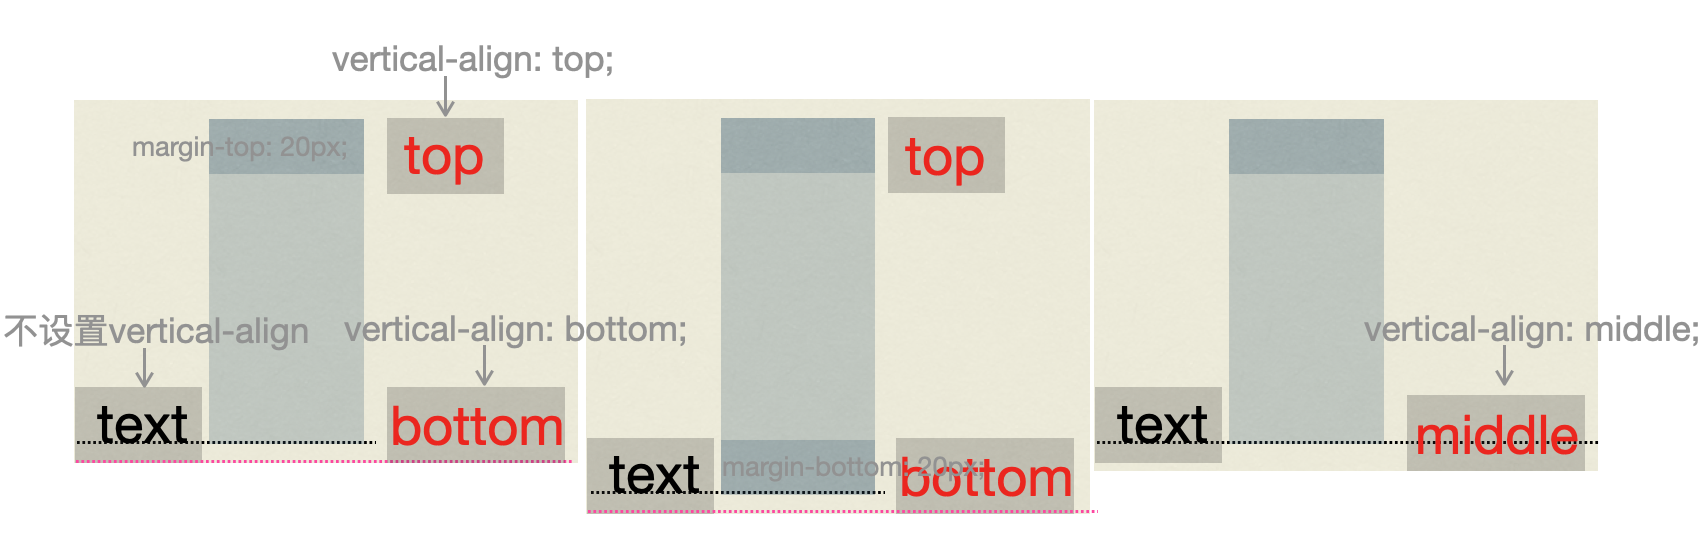 vertical-align: top;
margin-top: 20px;
top
top
不设置vertical-align
vertical-align: bottom;
vertical-align: middle;
text
bottom
text
margin-bottom: 20px;
bottom
text
middle